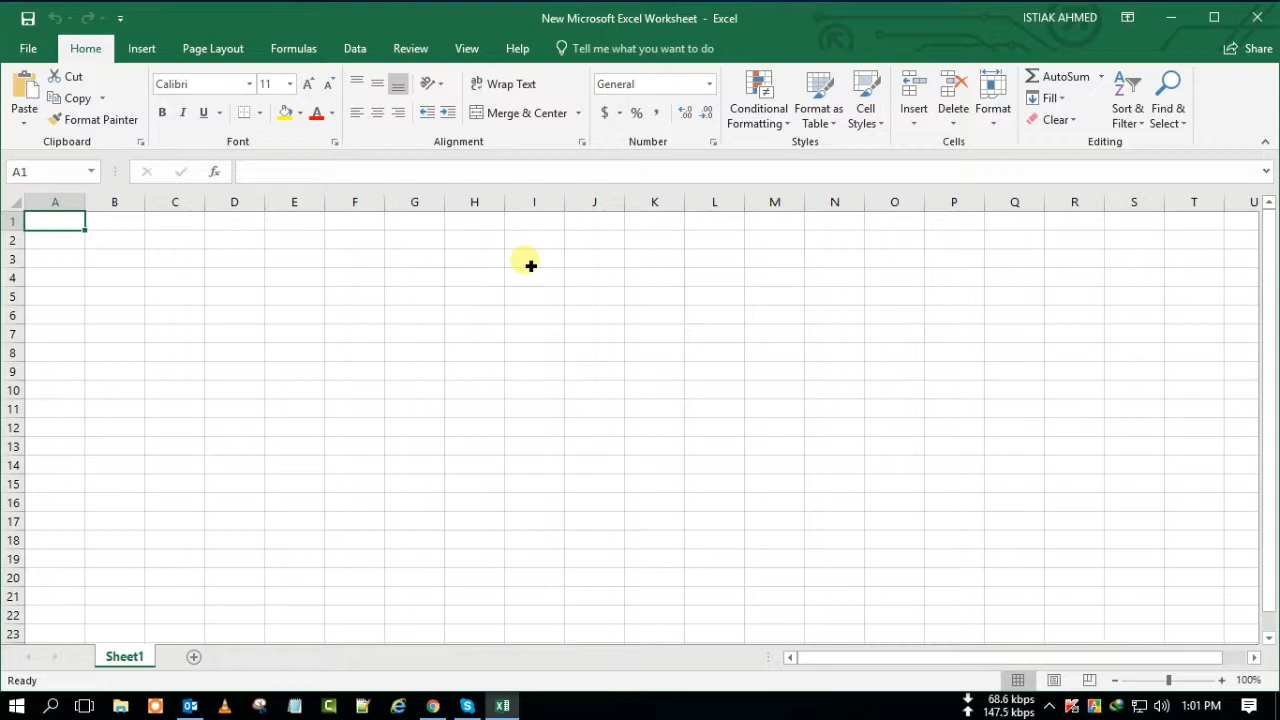 New Microsoft Excel Worksheet - Excel
ISTIAK AHMED
File Home Insert Page Layout Formulas Data Review View Help Tell me what you want to do Share
Paste
Cut
Copy
Format Painter
Clipboard
Calibri 11
B I U
Font
Wrap Text
Merge & Center
Alignment
General
$ % ,
Number
Conditional Formatting
Format as Table
Cell Styles
Styles
Insert
Delete
Format
Cells
AutoSum
Fill
Clear
Sort & Filter
Find & Select
Editing
A1 fx
A B C D E F G H I J K L M N O P Q R S T U
1
2
3
4
5
6
7
8
9
10
11
12
13
14
15
16
17
18
19
20
21
22
23
Sheet1
Ready 100%
68.6 kbps
147.5 kbps
1:01 PM